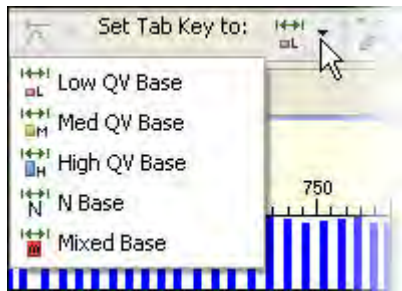 Set Tab Key to: L
L Low QV Base
M Med QV Base
H High QV Base
N N Base
M Mixed Base
750